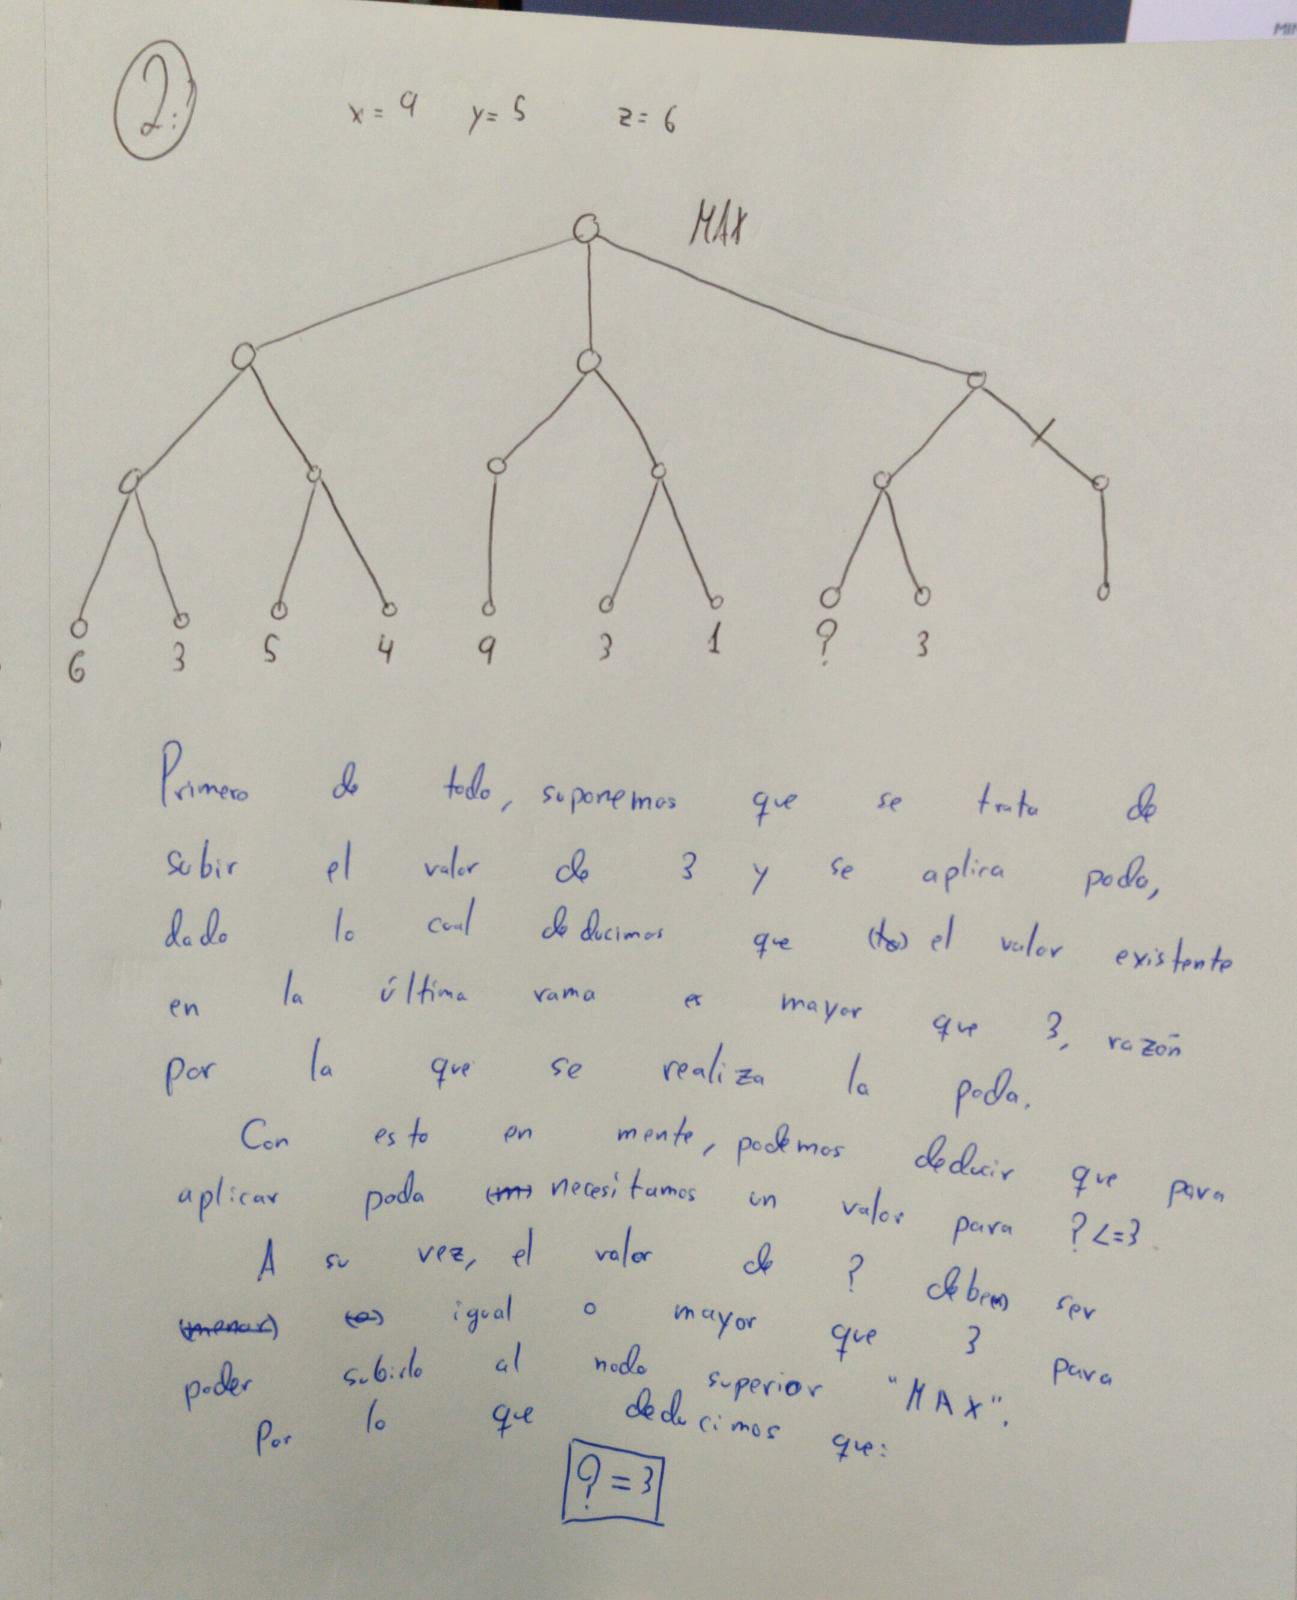 MIN
2:
x = 9 y = 5 z = 6
MAX
6 3 5 4 9 3 1 ? 3
Primero de todo, suponemos que se trata de
subir el valor de 3 y se aplica poda,
dado lo cual deducimos que (to) el valor existente
en la última rama es mayor que 3, razón
por la que se realiza la poda.
Con esto en mente, podemos deducir que para
aplicar poda (m) necesitamos un valor para ? <= 3.
A su vez, el valor de ? debe(n) ser
(menor) (o) igual o mayor que 3 para
poder subirlo al nodo superior "MAX".
Por lo que deducimos que:
? = 3